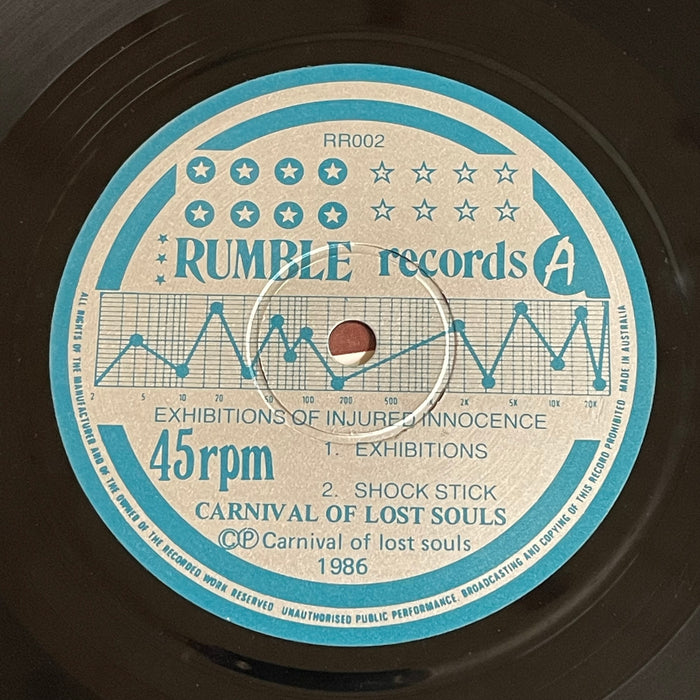 RR002
RUMBLE records A
2 5 10 20 50 100 200 500 2K 5K 10K 20K
EXHIBITIONS OF INJURED INNOCENCE
45rpm
1. EXHIBITIONS
2. SHOCK STICK
CARNIVAL OF LOST SOULS
©℗ Carnival of lost souls
1986
ALL RIGHTS OF THE MANUFACTURER AND OF THE OWNER OF THE RECORDED WORK RESERVED UNAUTHORISED PUBLIC PERFORMANCE, BROADCASTING AND COPYING OF THIS RECORD PROHIBITED MADE IN AUSTRALIA